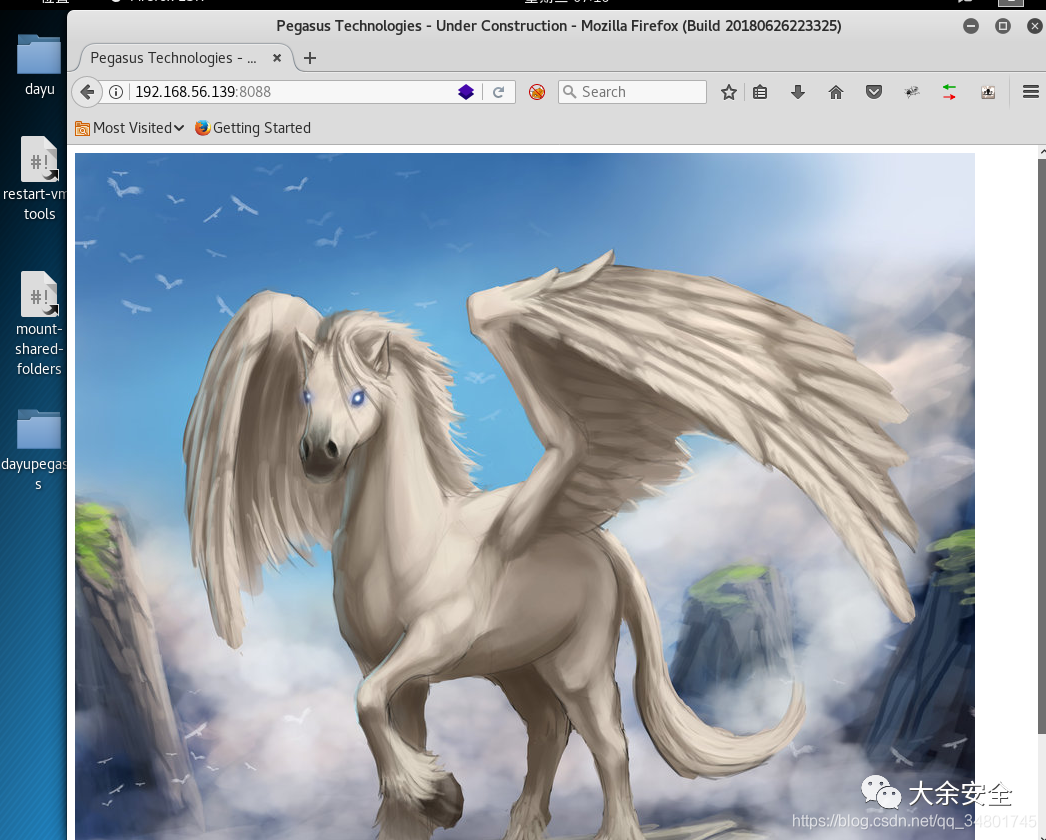 Pegasus Technologies - Under Construction - Mozilla Firefox (Build 20180626223325)
Pegasus Technologies - ...
192.168.56.139:8088
Search
Most Visited
Getting Started
dayu
#!
restart-vm
tools
#!
mount-
shared-
folders
dayupegas
s
大余安全
https://blog.csdn.net/qq_34801745